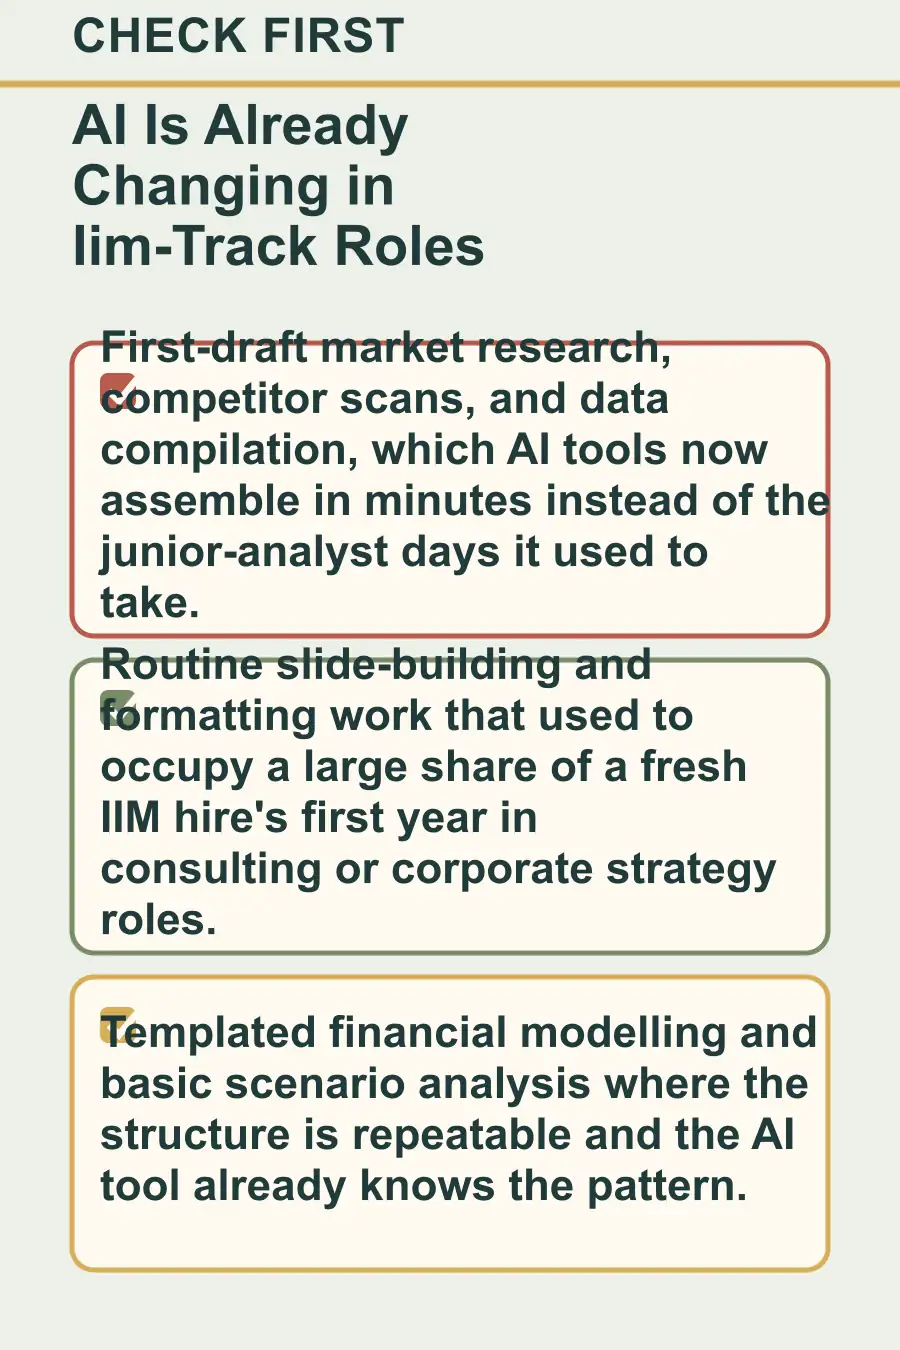 CHECK FIRST
AI Is Already
Changing in
Iim-Track Roles
First-draft market research,
competitor scans, and data
compilation, which AI tools now
assemble in minutes instead of the
junior-analyst days it used to
take.
Routine slide-building and
formatting work that used to
occupy a large share of a fresh
IIM hire's first year in
consulting or corporate strategy
roles.
Templated financial modelling and
basic scenario analysis where the
structure is repeatable and the AI
tool already knows the pattern.